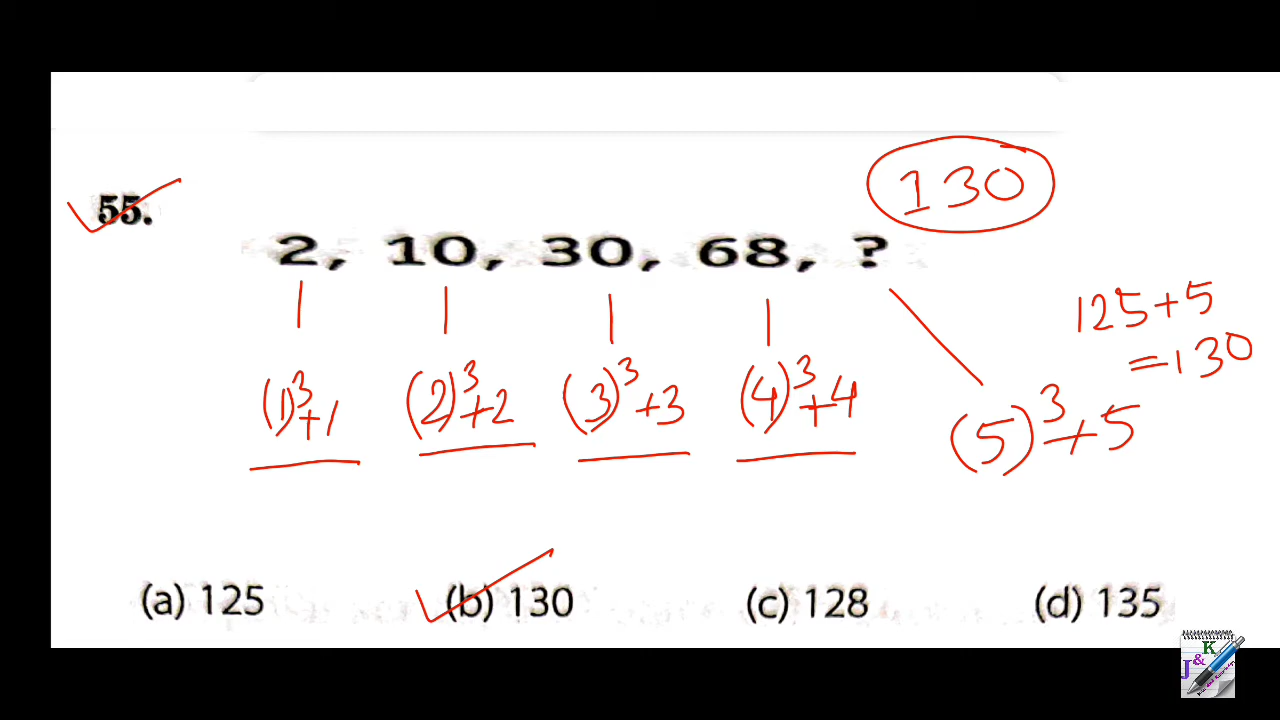 130
55.
2, 10, 30, 68, ?
125+5
=130
(1)³+1 (2)³+2 (3)³+3 (4)³+4 (5)³+5
(a) 125 (b) 130 (c) 128 (d) 135
J&K